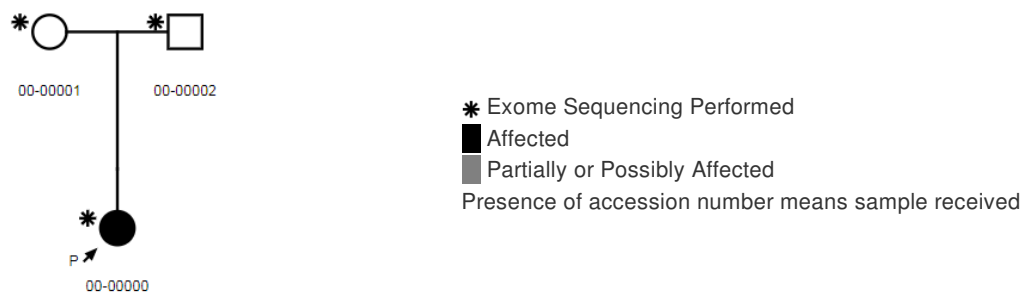 00-00001
00-00002
P
00-00000
Exome Sequencing Performed
Affected
Partially or Possibly Affected
Presence of accession number means sample received